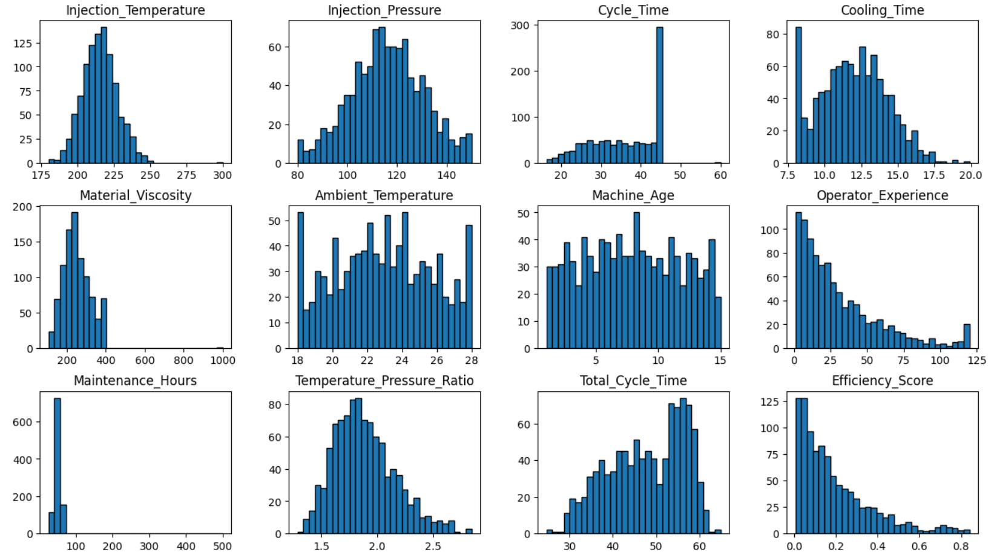 Injection_Temperature
Injection_Pressure
Cycle_Time
Cooling_Time
125
100
75
50
25
0
175 200 225 250 275 300
60
40
20
0
80 100 120 140
300
200
100
0
20 30 40 50 60
80
60
40
20
0
7.5 10.0 12.5 15.0 17.5 20.0
Material_Viscosity
Ambient_Temperature
Machine_Age
Operator_Experience
200
150
100
50
0
200 400 600 800 1000
50
40
30
20
10
0
18 20 22 24 26 28
50
40
30
20
10
0
5 10 15
100
80
60
40
20
0
0 25 50 75 100 125
Maintenance_Hours
Temperature_Pressure_Ratio
Total_Cycle_Time
Efficiency_Score
600
400
200
0
100 200 300 400 500
80
60
40
20
0
1.5 2.0 2.5
60
40
20
0
30 40 50 60
125
100
75
50
25
0
0.0 0.2 0.4 0.6 0.8